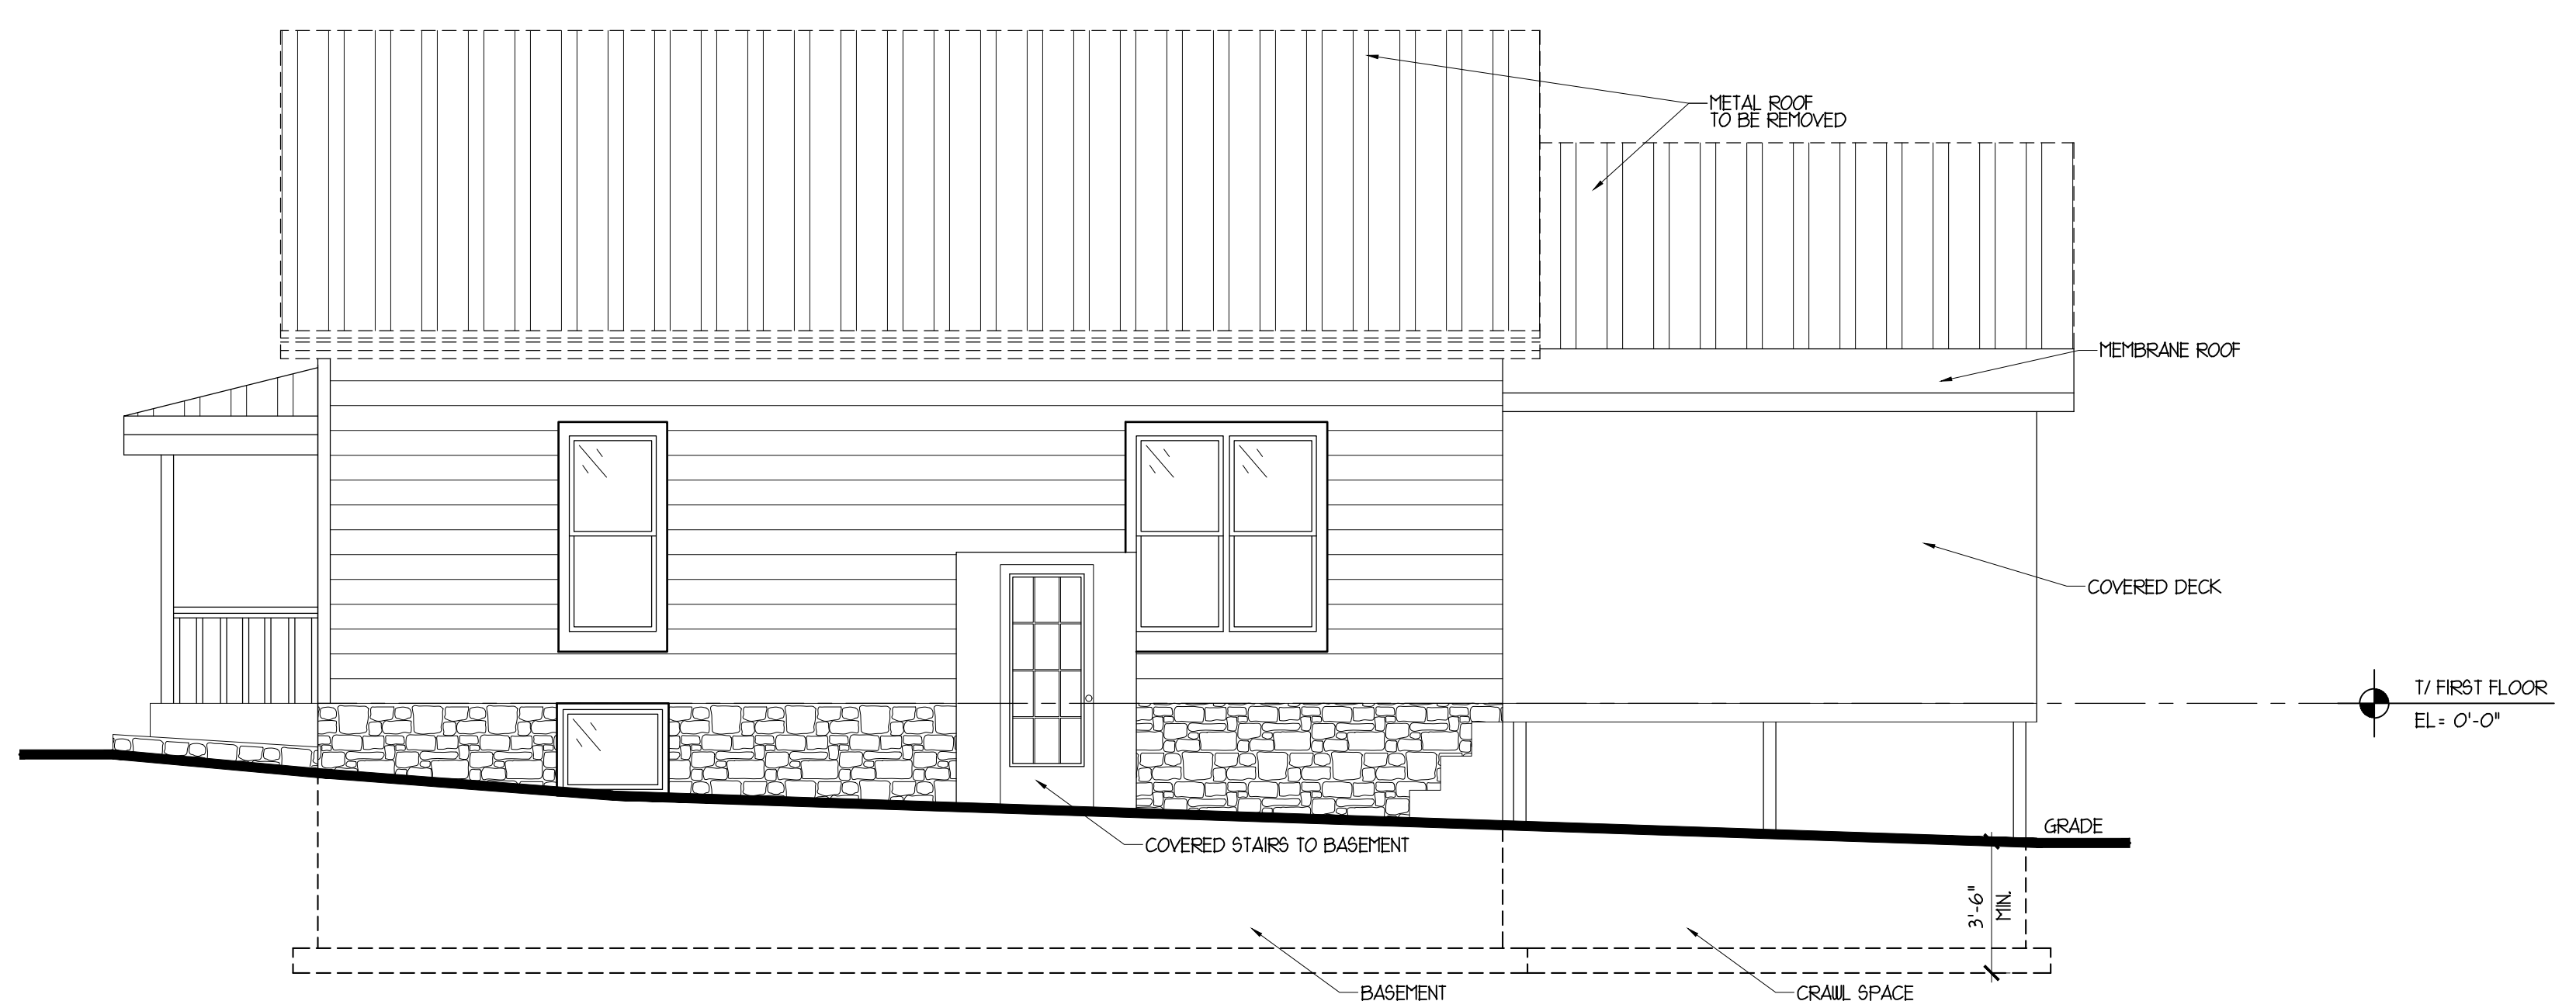 METAL ROOF
TO BE REMOVED
MEMBRANE ROOF
COVERED DECK
T/ FIRST FLOOR
EL= 0'-0"
GRADE
COVERED STAIRS TO BASEMENT
3'-6"
MIN.
BASEMENT
CRAWL SPACE